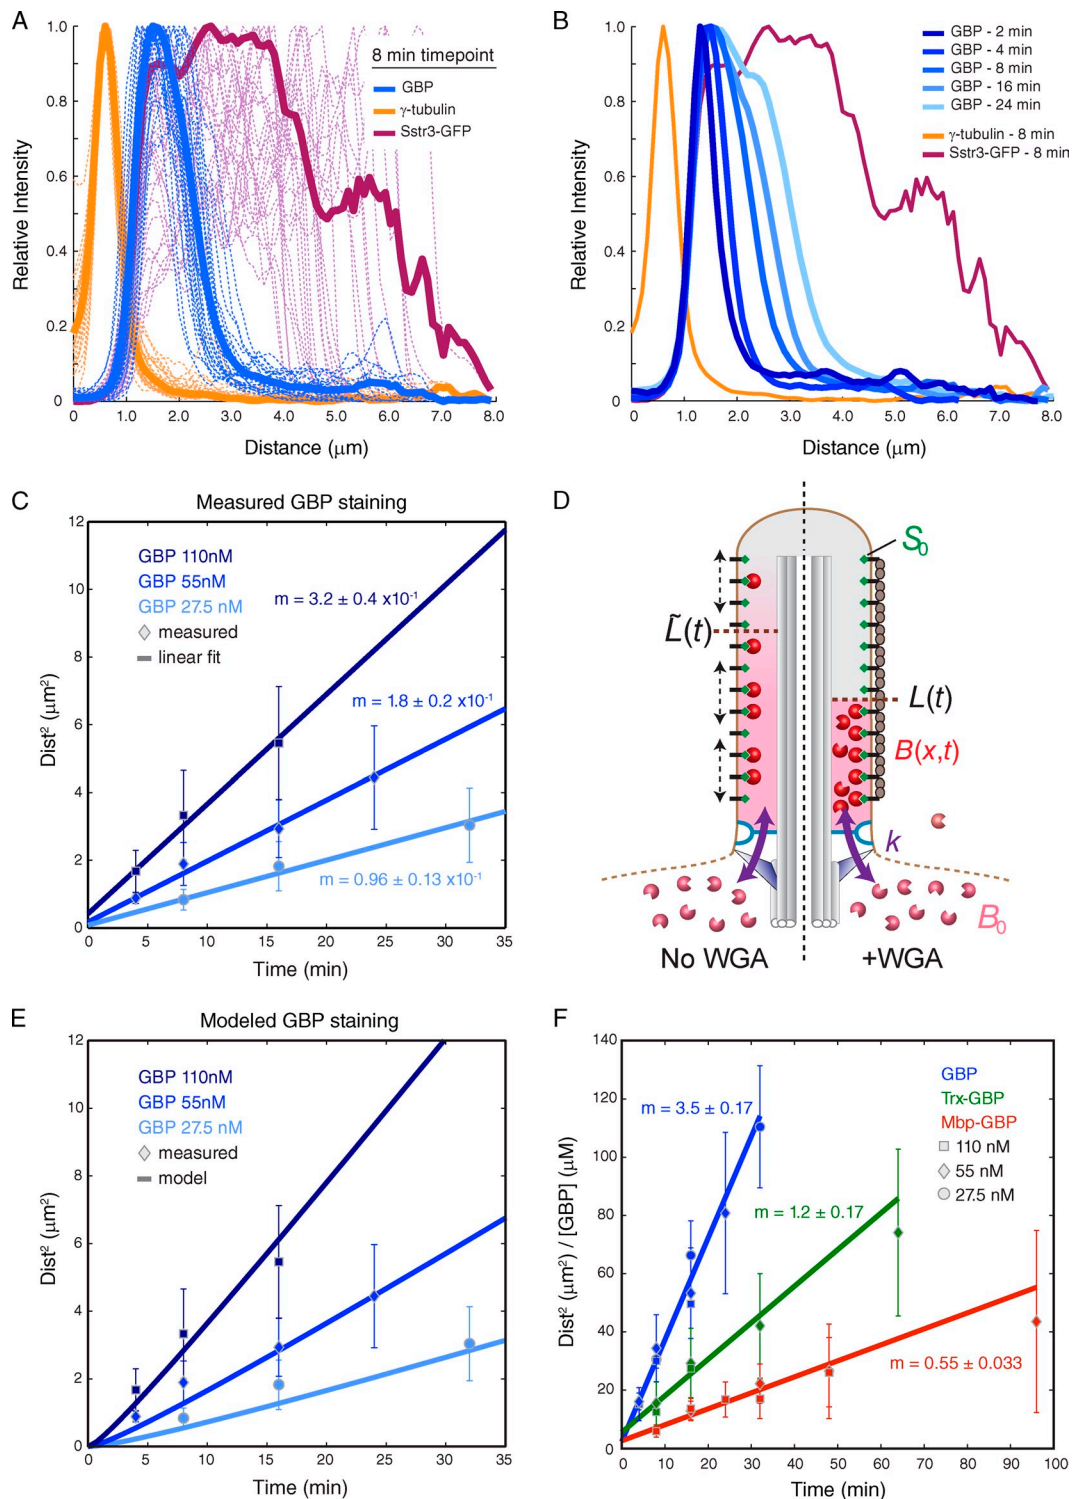 A
1.0
0.8
0.6
0.4
0.2
0
Relative Intensity
8 min timepoint
GBP
γ-tubulin
Sstr3-GFP
1.0
2.0
3.0
4.0
5.0
6.0
7.0
8.0
Distance (μm)
B
1.0
0.8
0.6
0.4
0.2
0
Relative Intensity
GBP - 2 min
GBP - 4 min
GBP - 8 min
GBP - 16 min
GBP - 24 min
γ-tubulin - 8 min
Sstr3-GFP - 8 min
1.0
2.0
3.0
4.0
5.0
6.0
7.0
8.0
Distance (μm)
C
Measured GBP staining
12
10
8
6
4
2
0
Dist² (μm²)
GBP 110nM
GBP 55nM
GBP 27.5 nM
measured
linear fit
m = 3.2 ± 0.4 x10⁻¹
m = 1.8 ± 0.2 x10⁻¹
m = 0.96 ± 0.13 x10⁻¹
0 5 10 15 20 25 30 35
Time (min)
D
S₀
L̃(t)
L(t)
B(x,t)
k
B₀
No WGA
+WGA
E
Modeled GBP staining
12
10
8
6
4
2
0
Dist² (μm²)
GBP 110nM
GBP 55nM
GBP 27.5 nM
measured
model
0 5 10 15 20 25 30 35
Time (min)
F
140
120
100
80
60
40
20
0
Dist² (μm²) / [GBP] (μM)
GBP
Trx-GBP
Mbp-GBP
110 nM
55 nM
27.5 nM
m = 3.5 ± 0.17
m = 1.2 ± 0.17
m = 0.55 ± 0.033
0 10 20 30 40 50 60 70 80 90 100
Time (min)